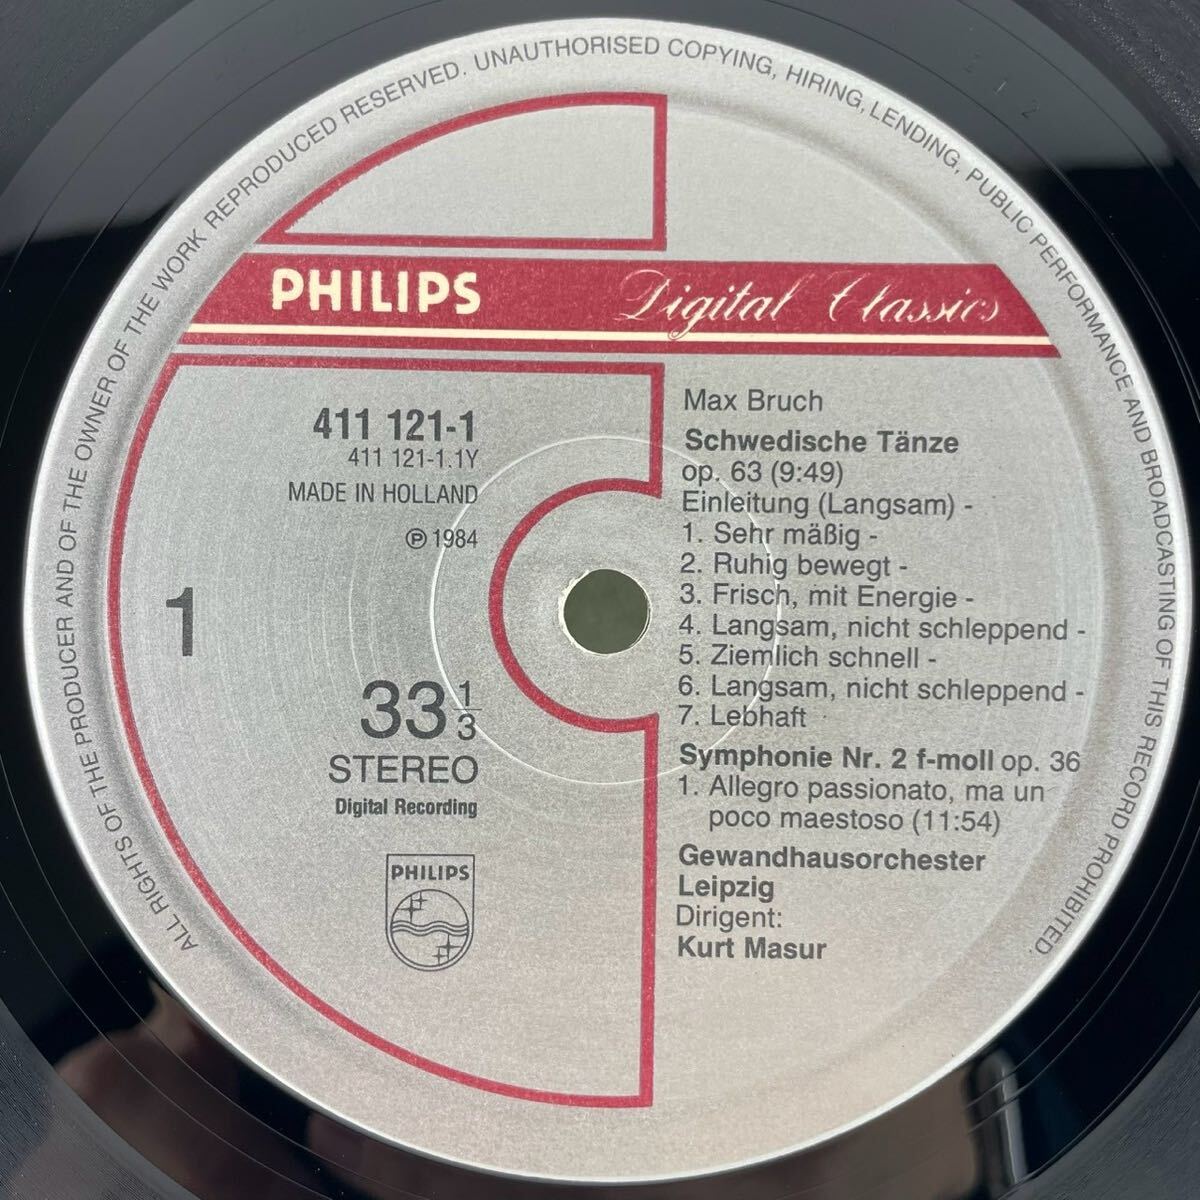 ALL RIGHTS OF THE PRODUCER AND OF THE OWNER OF THE WORK REPRODUCED RESERVED. UNAUTHORISED COPYING, HIRING, LENDING, PUBLIC PERFORMANCE AND BROADCASTING OF THIS RECORD PROHIBITED.
PHILIPS Digital Classics
411 121-1
411 121-1.1Y
MADE IN HOLLAND
℗ 1984
1
33 1/3
STEREO
Digital Recording
PHILIPS
Max Bruch
Schwedische Tänze
op. 63 (9:49)
Einleitung (Langsam) -
1. Sehr mäßig -
2. Ruhig bewegt -
3. Frisch, mit Energie -
4. Langsam, nicht schleppend -
5. Ziemlich schnell -
6. Langsam, nicht schleppend -
7. Lebhaft
Symphonie Nr. 2 f-moll op. 36
1. Allegro passionato, ma un
poco maestoso (11:54)
Gewandhausorchester
Leipzig
Dirigent:
Kurt Masur